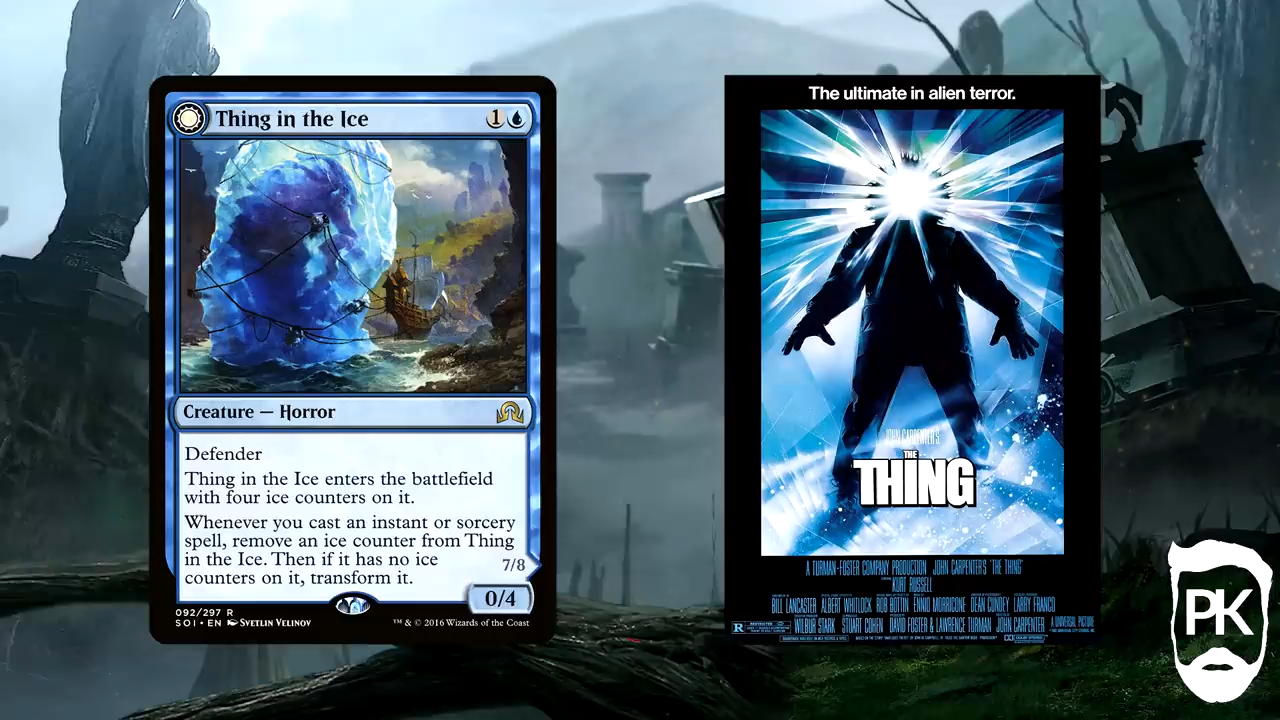 Thing in the Ice
1
Creature — Horror
Defender
Thing in the Ice enters the battlefield
with four ice counters on it.
Whenever you cast an instant or sorcery
spell, remove an ice counter from Thing
in the Ice. Then if it has no ice
counters on it, transform it.
7/8
0/4
092/297 R
SOI • EN Svetlin Velinov
™ & © 2016 Wizards of the Coast
The ultimate in alien terror.
JOHN CARPENTER'S
THE
THING
A TURMAN-FOSTER COMPANY PRODUCTION JOHN CARPENTER'S "THE THING"
KURT RUSSELL
BILL LANCASTER ALBERT WHITLOCK ROB BOTTIN ENNIO MORRICONE DEAN CUNDEY LARRY FRANCO
R RESTRICTED WILBUR STARK STUART COHEN DAVID FOSTER & LAWRENCE TURMAN JOHN CARPENTER A UNIVERSAL PICTURE
PK